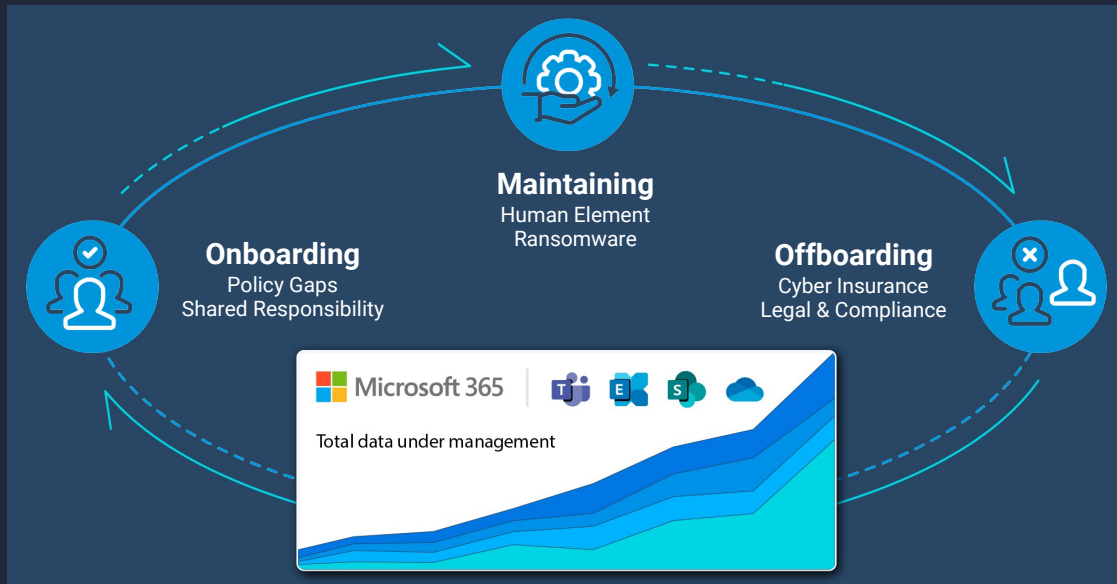 Maintaining
Human Element
Ransomware
Onboarding
Policy Gaps
Shared Responsibility
Offboarding
Cyber Insurance
Legal & Compliance
Microsoft 365
T
E
S
Total data under management